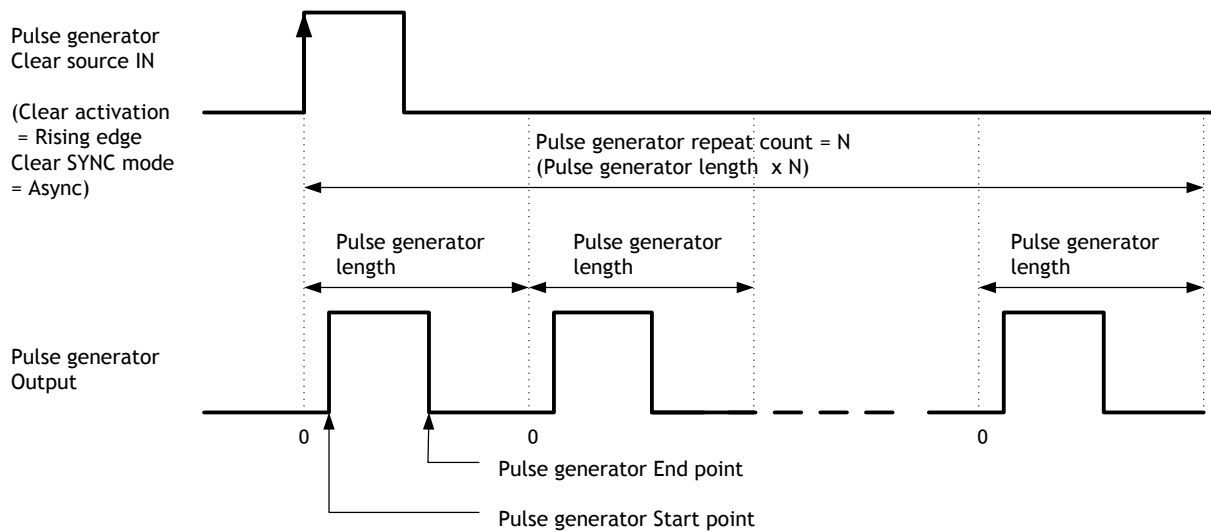 Pulse generator
Clear source IN
(Clear activation
= Rising edge
Clear SYNC mode
= Async)
Pulse generator repeat count = N
(Pulse generator length x N)
Pulse generator
length
Pulse generator
length
Pulse generator
length
Pulse generator
Output
0
0
0
Pulse generator End point
Pulse generator Start point